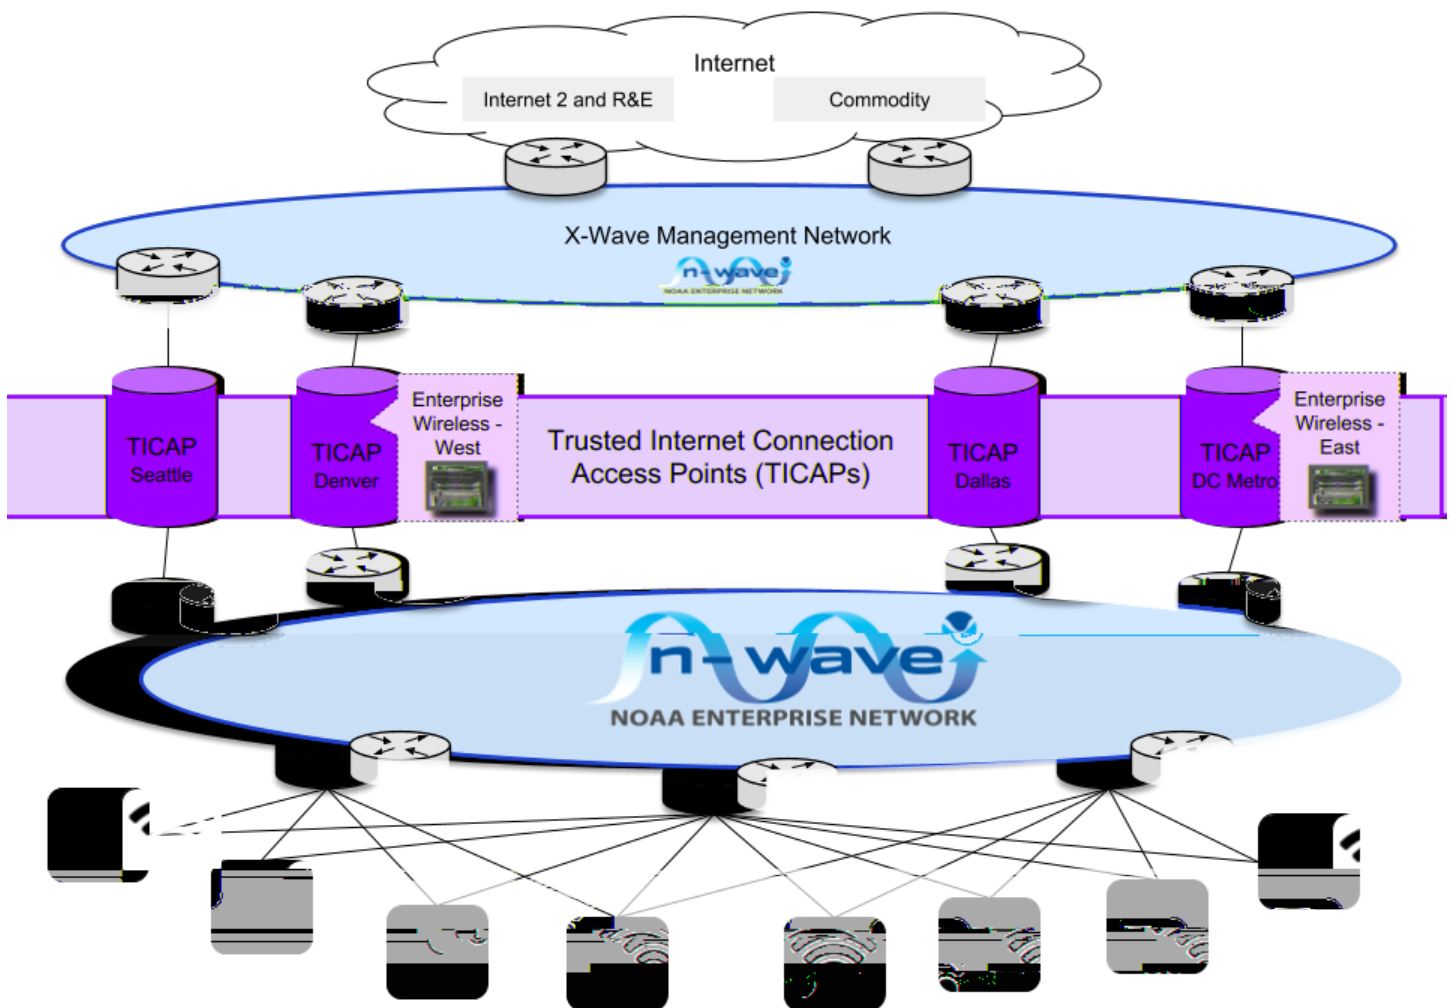 Internet
Internet 2 and R&E
Commodity
X-Wave Management Network
n-wave
NOAA ENTERPRISE NETWORK
TICAP
Seattle
TICAP
Denver
Enterprise
Wireless -
West
Trusted Internet Connection
Access Points (TICAPs)
TICAP
Dallas
TICAP
DC Metro
Enterprise
Wireless -
East
n-wave
NOAA ENTERPRISE NETWORK